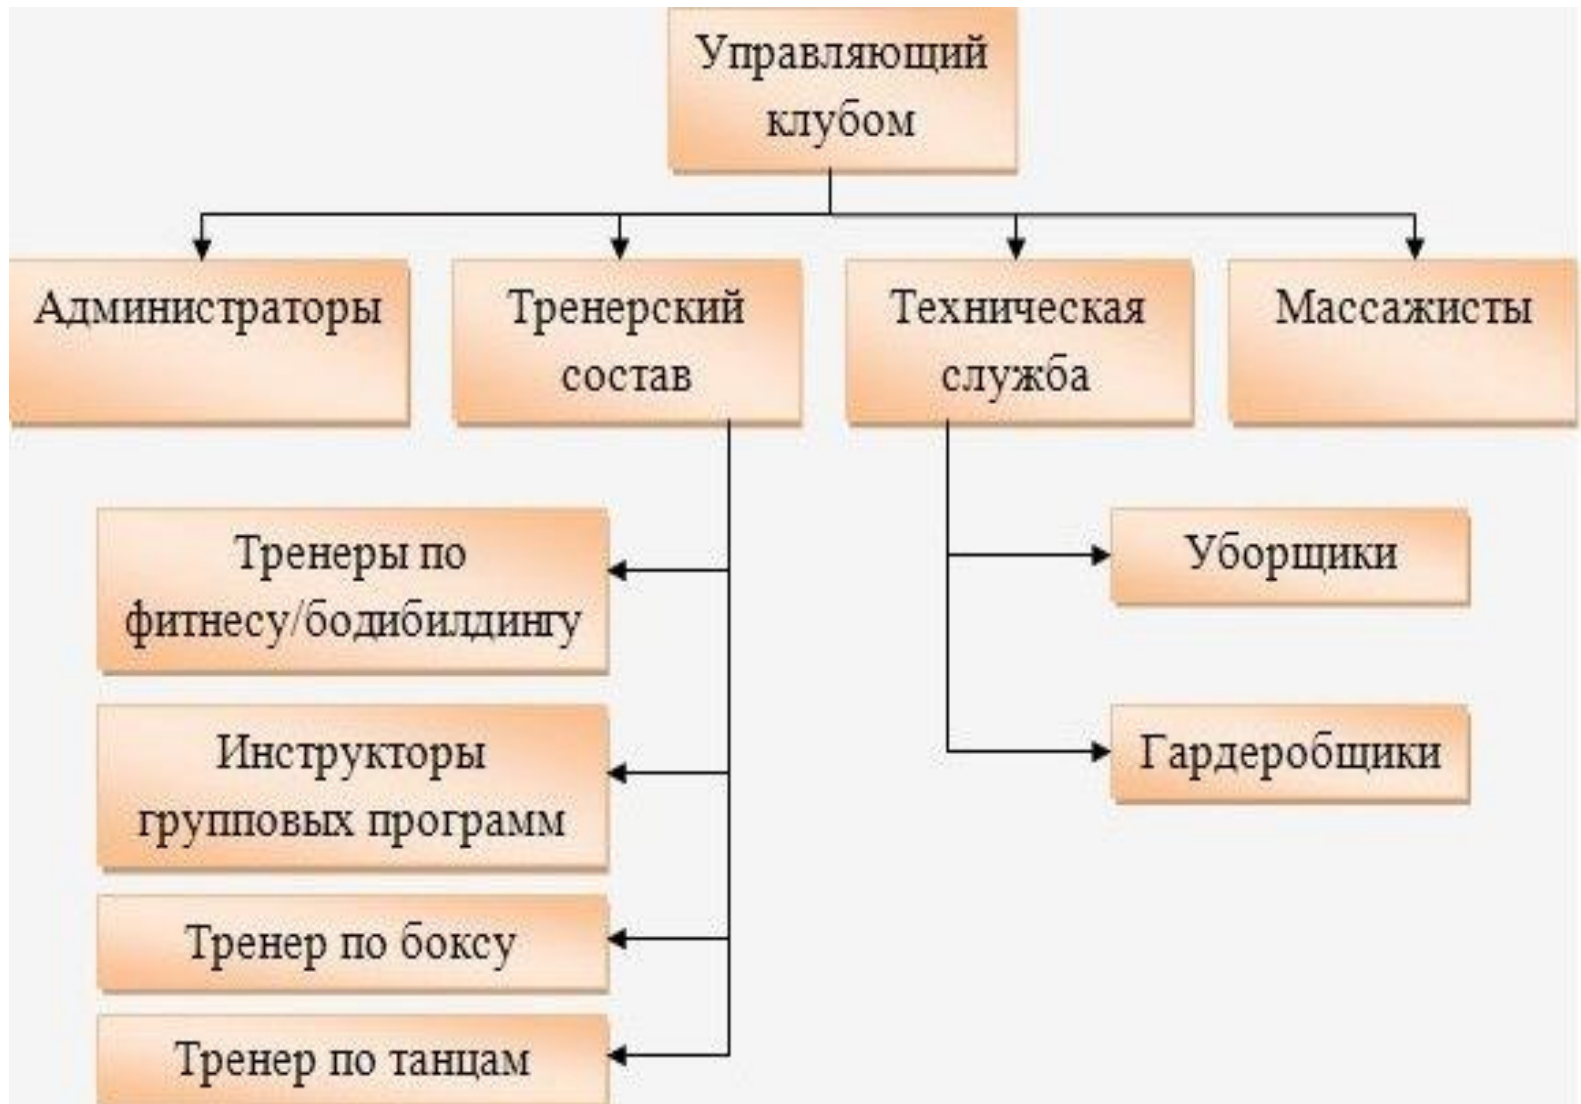 Управляющий
клубом
Администраторы
Тренерский
состав
Техническая
служба
Массажисты
Тренеры по
фитнесу/бодибилдингу
Инструкторы
групповых программ
Тренер по боксу
Тренер по танцам
Уборщики
Гардеробщики